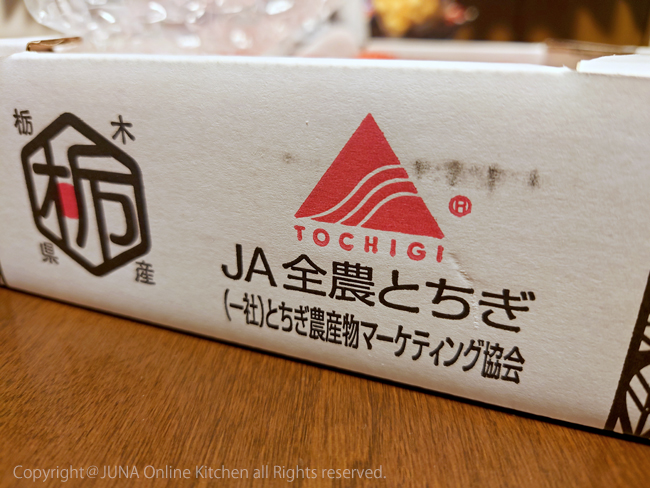 栃木
栃
県産
TOCHIGI
®
JA全農とちぎ
(一社)とちぎ農産物マーケティング協会
Copyright@JUNA Online Kitchen all Rights reserved.